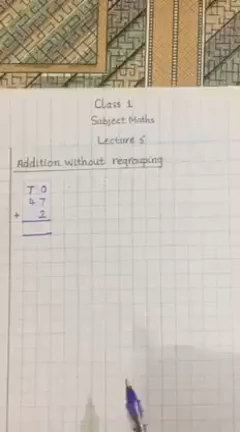 Class 1
Subject Maths
Lecture 5
Addition without regrouping
T O
4 7
+ 2